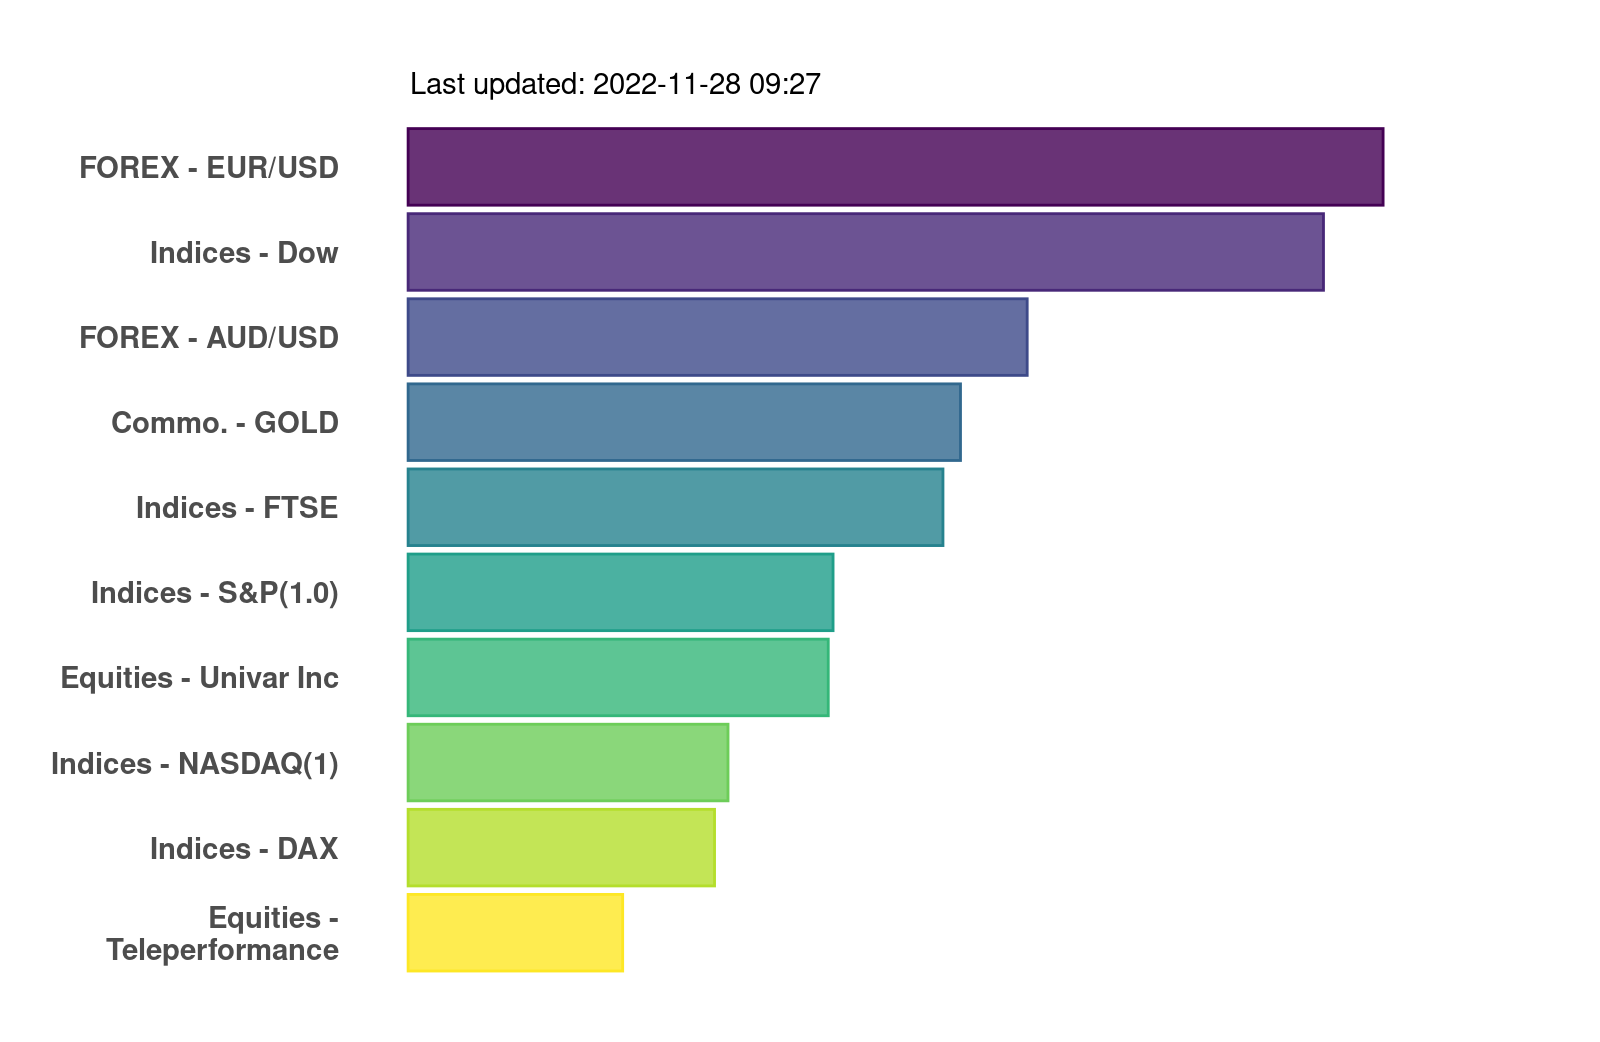 Last updated: 2022-11-28 09:27
FOREX - EUR/USD
Indices - Dow
FOREX - AUD/USD
Commo. - GOLD
Indices - FTSE
Indices - S&P(1.0)
Equities - Univar Inc
Indices - NASDAQ(1)
Indices - DAX
Equities -
Teleperformance